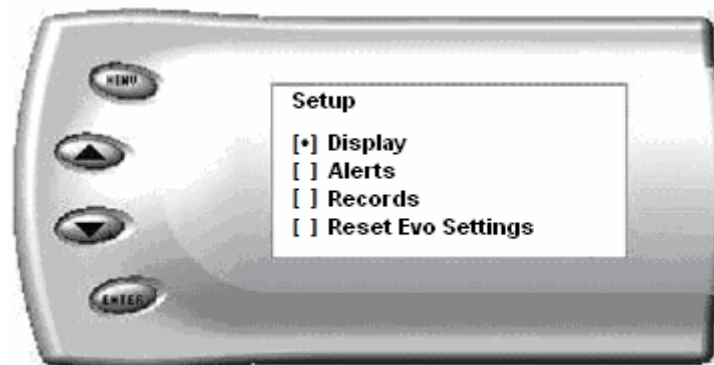 MENU
Setup
[•] Display
[ ] Alerts
[ ] Records
[ ] Reset Evo Settings
ENTER